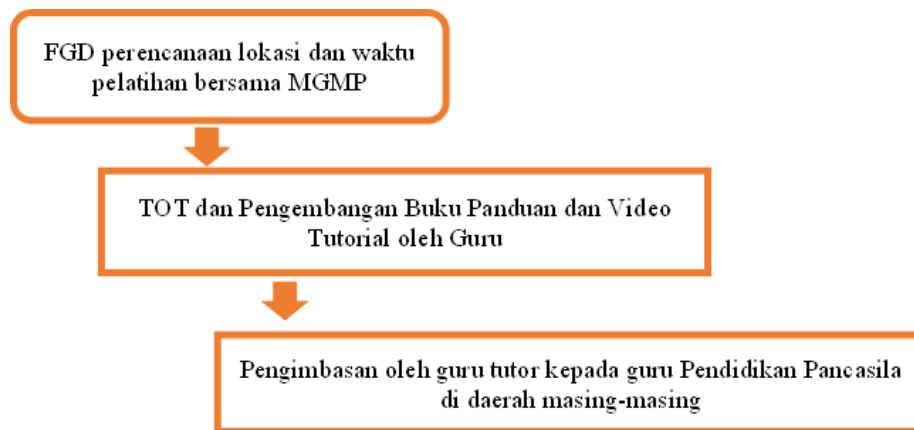 FGD perencanaan lokasi dan waktu
pelatihan bersama MGMP
TOT dan Pengembangan Buku Panduan dan Video
Tutorial oleh Guru
Pengimbasan oleh guru tutor kepada guru Pendidikan Pancasila
di daerah masing-masing